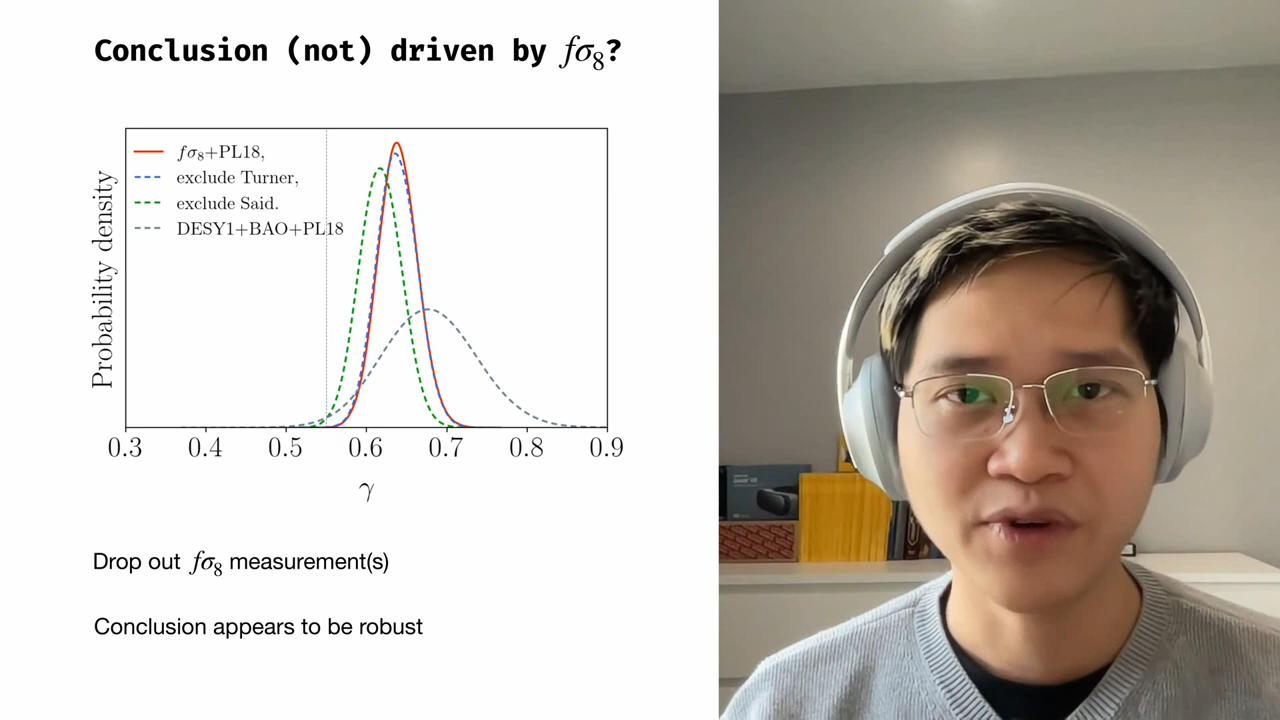 Conclusion (not) driven by fσ₈?
fσ₈+PL18,
exclude Turner,
exclude Said.
DESY1+BAO+PL18
Probability density
0.3 0.4 0.5 0.6 0.7 0.8 0.9
γ
Drop out fσ₈ measurement(s)
Conclusion appears to be robust